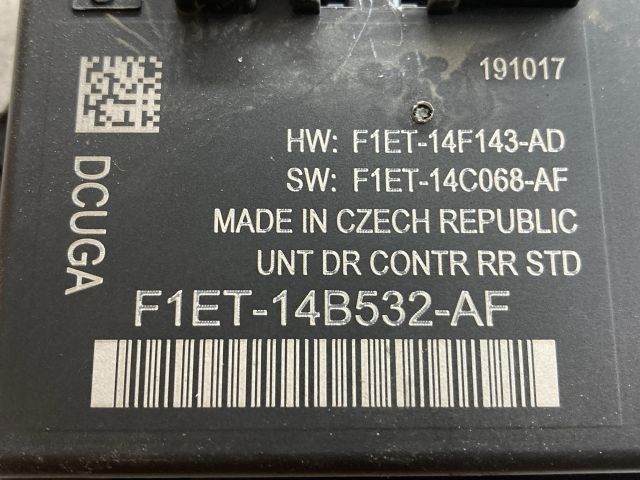 191017
HW: F1ET-14F143-AD
SW: F1ET-14C068-AF
MADE IN CZECH REPUBLIC
UNT DR CONTR RR STD
DCUGA
F1ET-14B532-AF